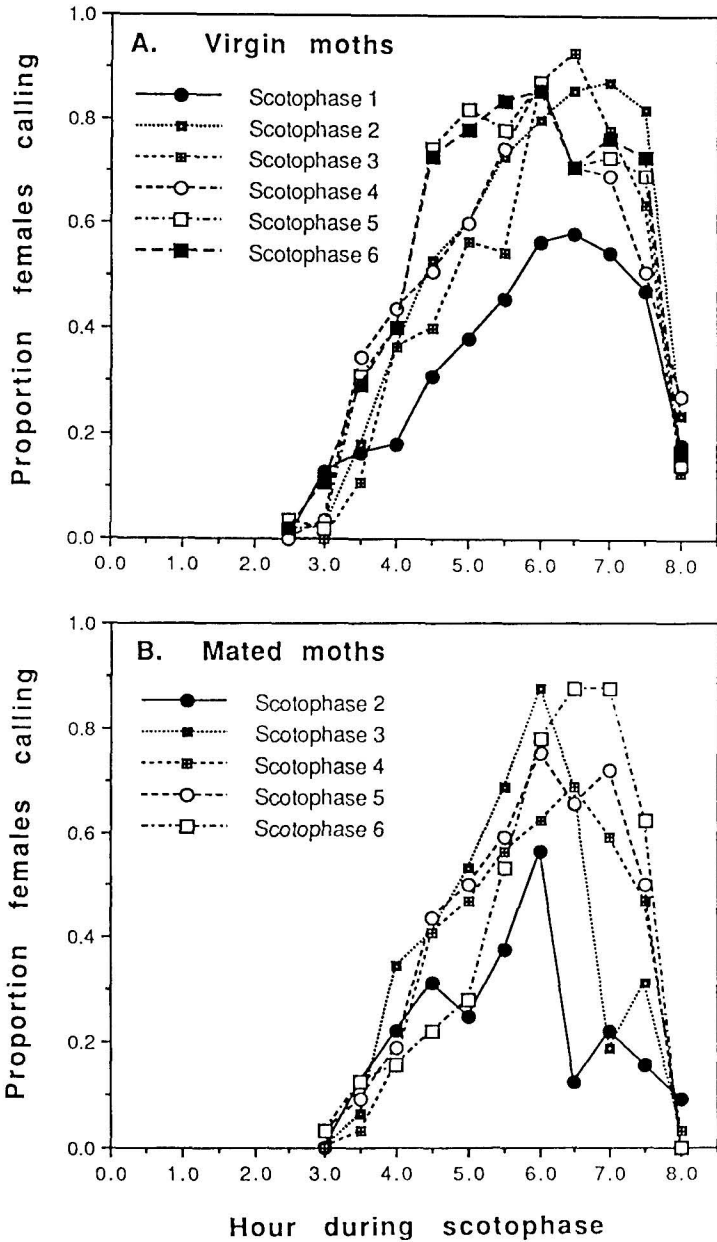 A. Virgin moths
Scotophase 1
Scotophase 2
Scotophase 3
Scotophase 4
Scotophase 5
Scotophase 6
Proportion females calling
1.0
0.8
0.6
0.4
0.2
0.0
0.0 1.0 2.0 3.0 4.0 5.0 6.0 7.0 8.0
B. Mated moths
Scotophase 2
Scotophase 3
Scotophase 4
Scotophase 5
Scotophase 6
Proportion females calling
1.0
0.8
0.6
0.4
0.2
0.0
0.0 1.0 2.0 3.0 4.0 5.0 6.0 7.0 8.0
Hour during scotophase